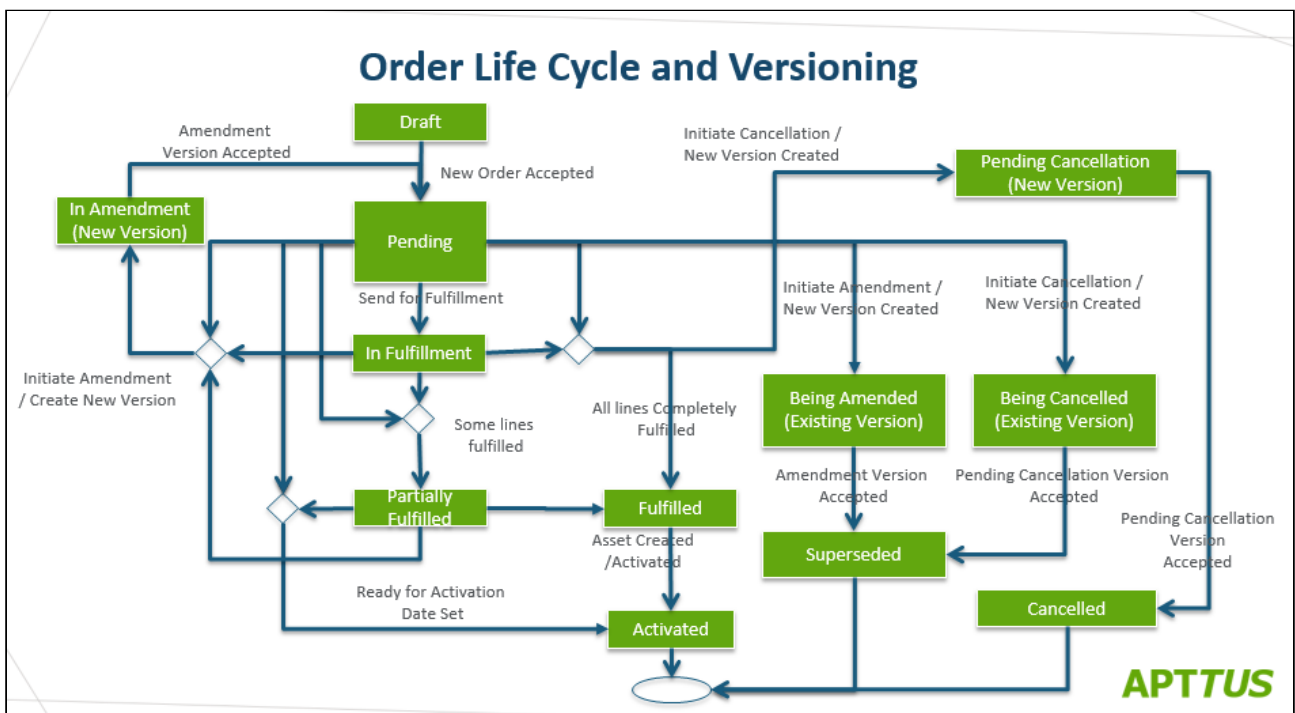 Order Life Cycle and Versioning
Draft
Amendment
Version Accepted
New Order Accepted
Initiate Cancellation /
New Version Created
Pending Cancellation
(New Version)
In Amendment
(New Version)
Pending
Send for Fulfillment
Initiate Amendment /
New Version Created
Initiate Cancellation /
New Version Created
In Fulfillment
Initiate Amendment
/ Create New Version
Being Amended
(Existing Version)
Being Cancelled
(Existing Version)
Some lines
fulfilled
All lines Completely
Fulfilled
Amendment Version
Accepted
Pending Cancellation Version
Accepted
Partially
Fulfilled
Fulfilled
Pending Cancellation
Version
Accepted
Asset Created
/Activated
Superseded
Ready for Activation
Date Set
Cancelled
Activated
APTTUS